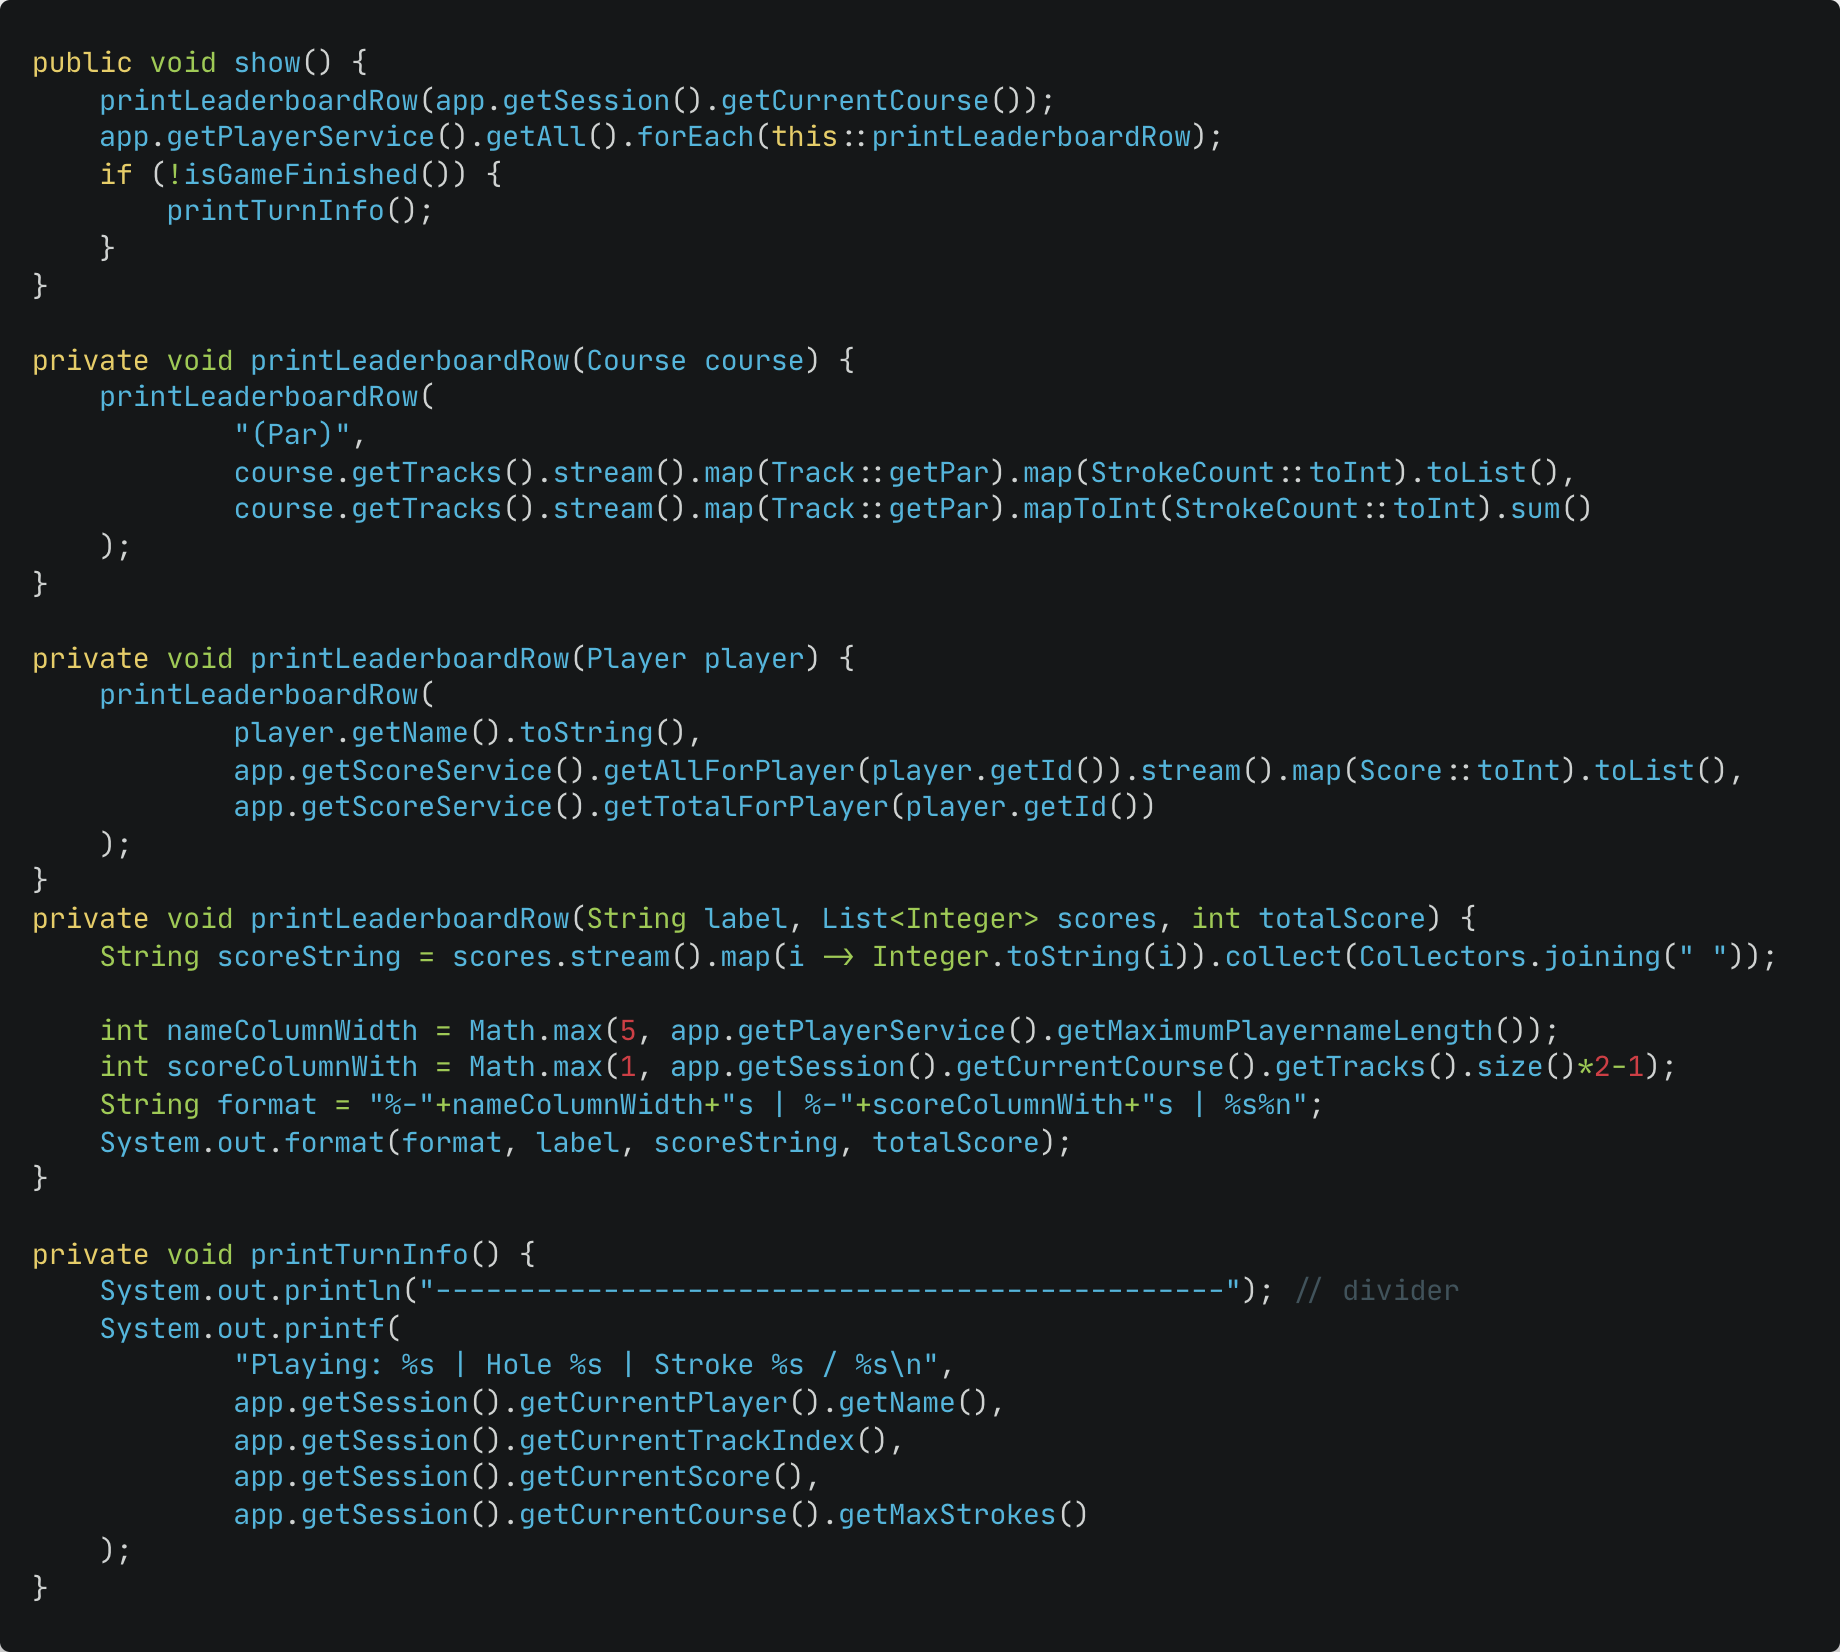 public void show() {
    printLeaderboardRow(app.getSession().getCurrentCourse());
    app.getPlayerService().getAll().forEach(this::printLeaderboardRow);
    if (!isGameFinished()) {
        printTurnInfo();
    }
}

private void printLeaderboardRow(Course course) {
    printLeaderboardRow(
            "(Par)",
            course.getTracks().stream().map(Track::getPar).map(StrokeCount::toInt).toList(),
            course.getTracks().stream().map(Track::getPar).mapToInt(StrokeCount::toInt).sum()
    );
}

private void printLeaderboardRow(Player player) {
    printLeaderboardRow(
            player.getName().toString(),
            app.getScoreService().getAllForPlayer(player.getId()).stream().map(Score::toInt).toList(),
            app.getScoreService().getTotalForPlayer(player.getId())
    );
}
private void printLeaderboardRow(String label, List<Integer> scores, int totalScore) {
    String scoreString = scores.stream().map(i -> Integer.toString(i)).collect(Collectors.joining(" "));

    int nameColumnWidth = Math.max(5, app.getPlayerService().getMaximumPlayernameLength());
    int scoreColumnWith = Math.max(1, app.getSession().getCurrentCourse().getTracks().size()*2-1);
    String format = "%-"+nameColumnWidth+"s | %-"+scoreColumnWith+"s | %s%n";
    System.out.format(format, label, scoreString, totalScore);
}

private void printTurnInfo() {
    System.out.println("-----------------------------------------------"); // divider
    System.out.printf(
            "Playing: %s | Hole %s | Stroke %s / %s\n",
            app.getSession().getCurrentPlayer().getName(),
            app.getSession().getCurrentTrackIndex(),
            app.getSession().getCurrentScore(),
            app.getSession().getCurrentCourse().getMaxStrokes()
    );
}